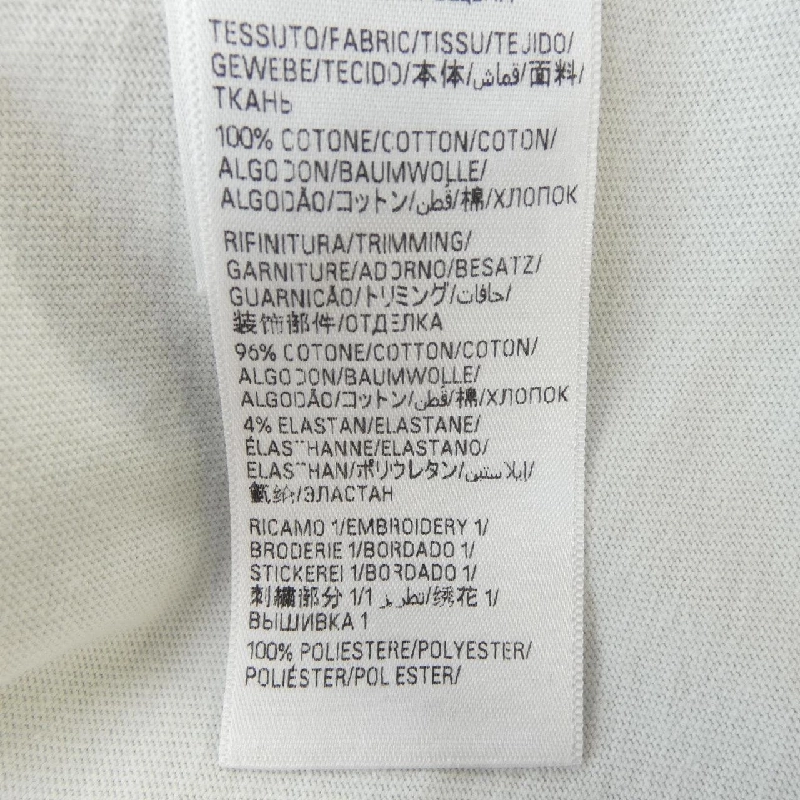 TESSUTO/FABRIC/TISSU/TEJIDO/
GEWEBE/TECIDO/本体/قماش/面料/
ТКАНЬ
100% COTONE/COTTON/COTON/
ALGODON/BAUMWOLLE/
ALGODÃO/コットン/قطن/棉/ХЛОПОК
RIFINITURA/TRIMMING/
GARNITURE/ADORNO/BESATZ/
GUARNICÃO/トリミング/حافات/
装饰部件/ОТДЕЛКА
96% COTONE/COTTON/COTON/
ALGODON/BAUMWOLLE/
ALGODÃO/コットン/قطن/棉/ХЛОПОК
4% ELASTAN/ELASTANE/
ÉLASTHANNE/ELASTANO/
ELASTHAN/ポリウレタン/إيلاستين/
氨纶/ЭЛАСТАН
RICAMO 1/EMBROIDERY 1/
BRODERIE 1/BORDADO 1/
STICKEREI 1/BORDADO 1/
刺繍部分 1/1 تطريز/绣花 1/
ВЫШИВКА 1
100% POLIESTERE/POLYESTER/
POLIÉSTER/POLYESTER/